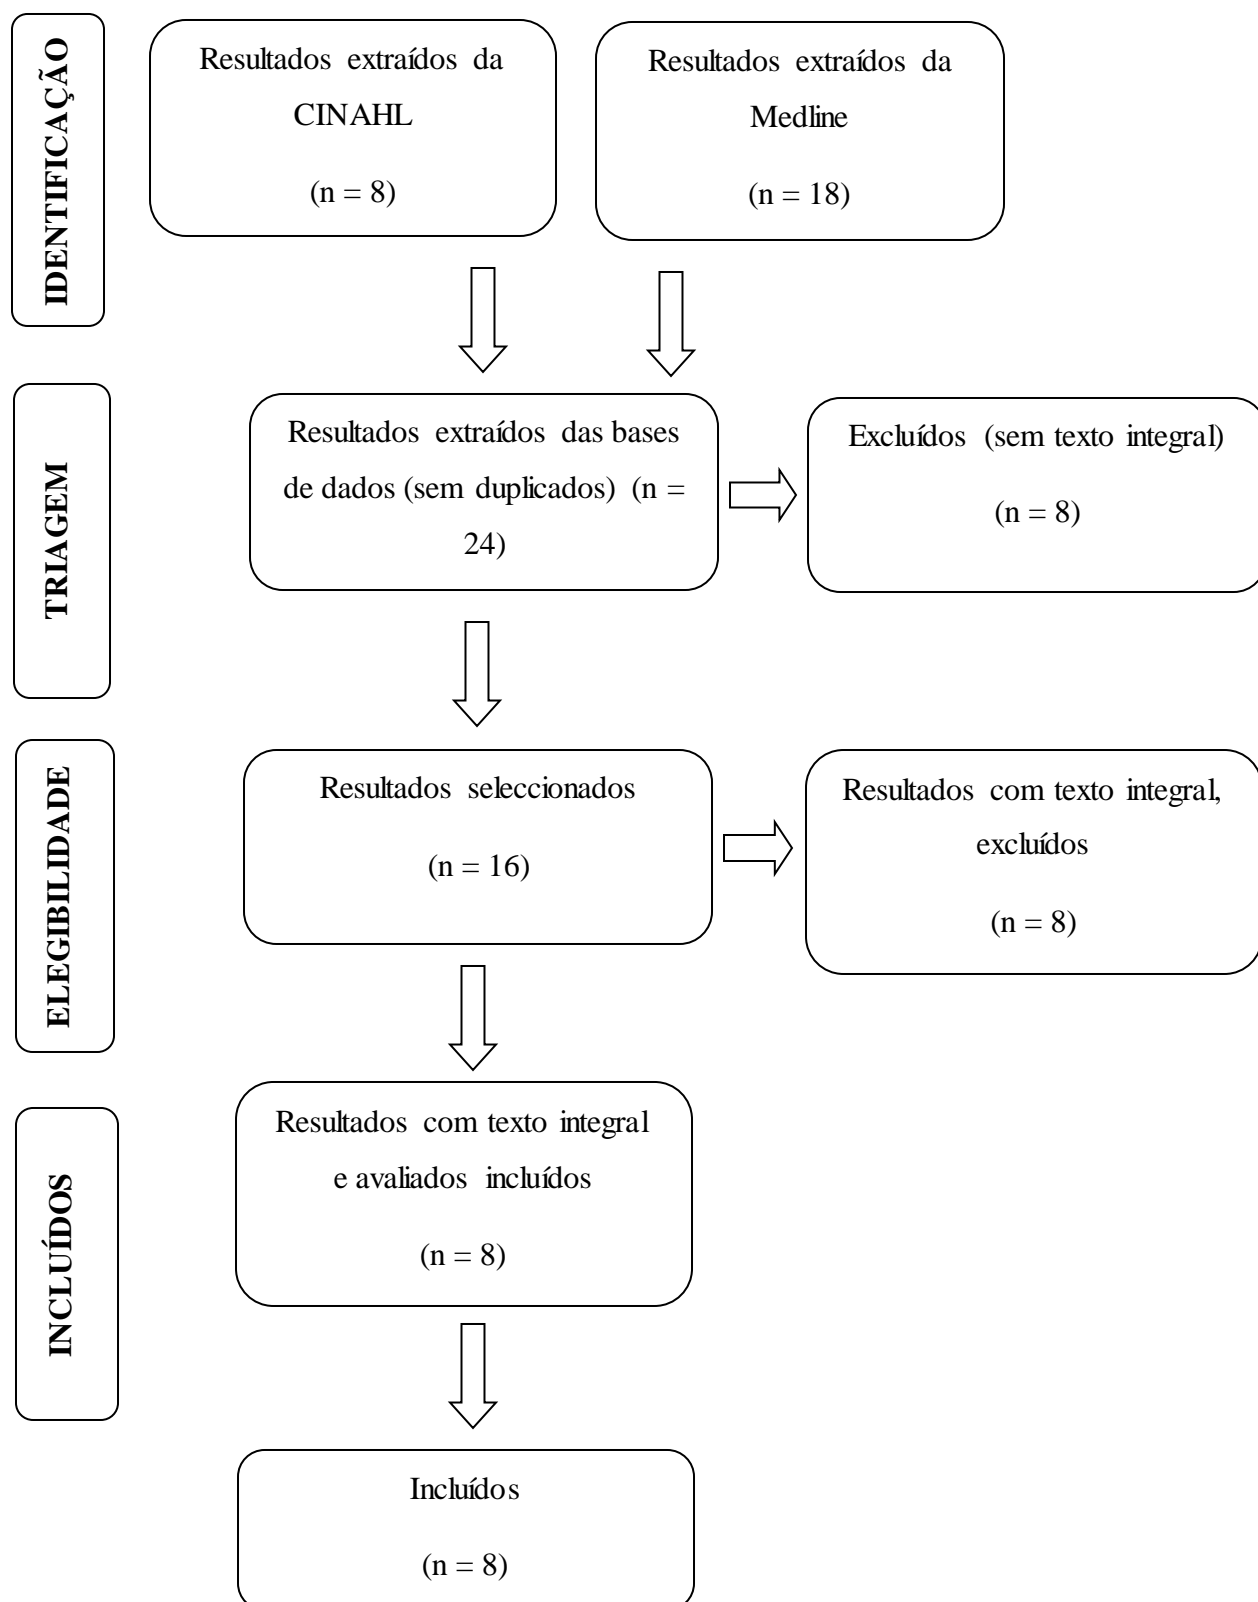 IDENTIFICAÇÃO
Resultados extraídos da
CINAHL
(n = 8)
Resultados extraídos da
Medline
(n = 18)
TRIAGEM
Resultados extraídos das bases
de dados (sem duplicados) (n =
24)
Excluídos (sem texto integral)
(n = 8)
ELEGIBILIDADE
Resultados seleccionados
(n = 16)
Resultados com texto integral,
excluídos
(n = 8)
INCLUÍDOS
Resultados com texto integral
e avaliados incluídos
(n = 8)
Incluídos
(n = 8)